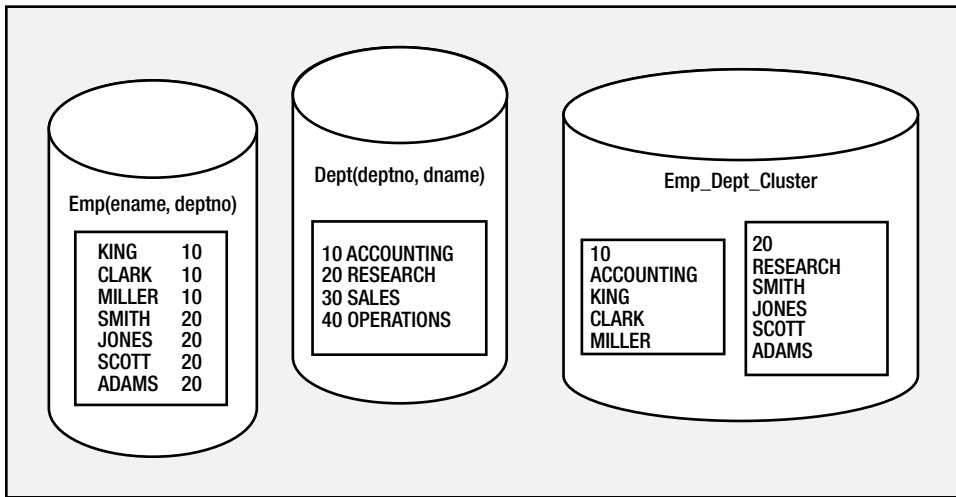 Emp(ename, deptno)
KING 10
CLARK 10
MILLER 10
SMITH 20
JONES 20
SCOTT 20
ADAMS 20
Dept(deptno, dname)
10 ACCOUNTING
20 RESEARCH
30 SALES
40 OPERATIONS
Emp_Dept_Cluster
10
ACCOUNTING
KING
CLARK
MILLER
20
RESEARCH
SMITH
JONES
SCOTT
ADAMS